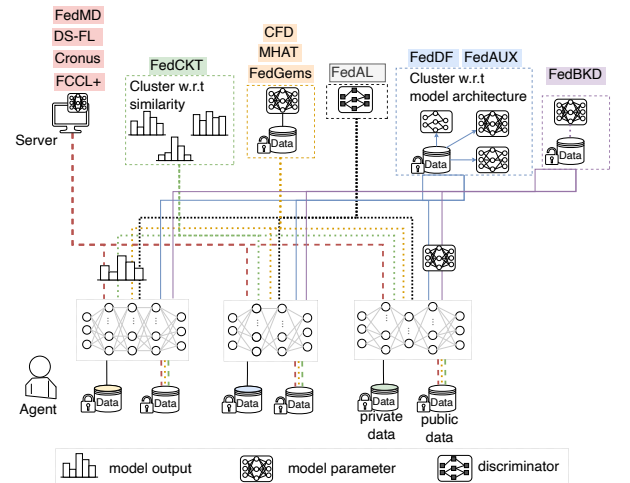 FedMD
DS-FL
Cronus
FCCL+
Server
FedCKT
Cluster w.r.t
similarity
CFD
MHAT
FedGems
Data
FedAL
FedDF FedAUX
Cluster w.r.t
model architecture
Data
FedBKD
Data
Agent
Data Data Data Data Data Data
private
data
public
data
model output model parameter discriminator